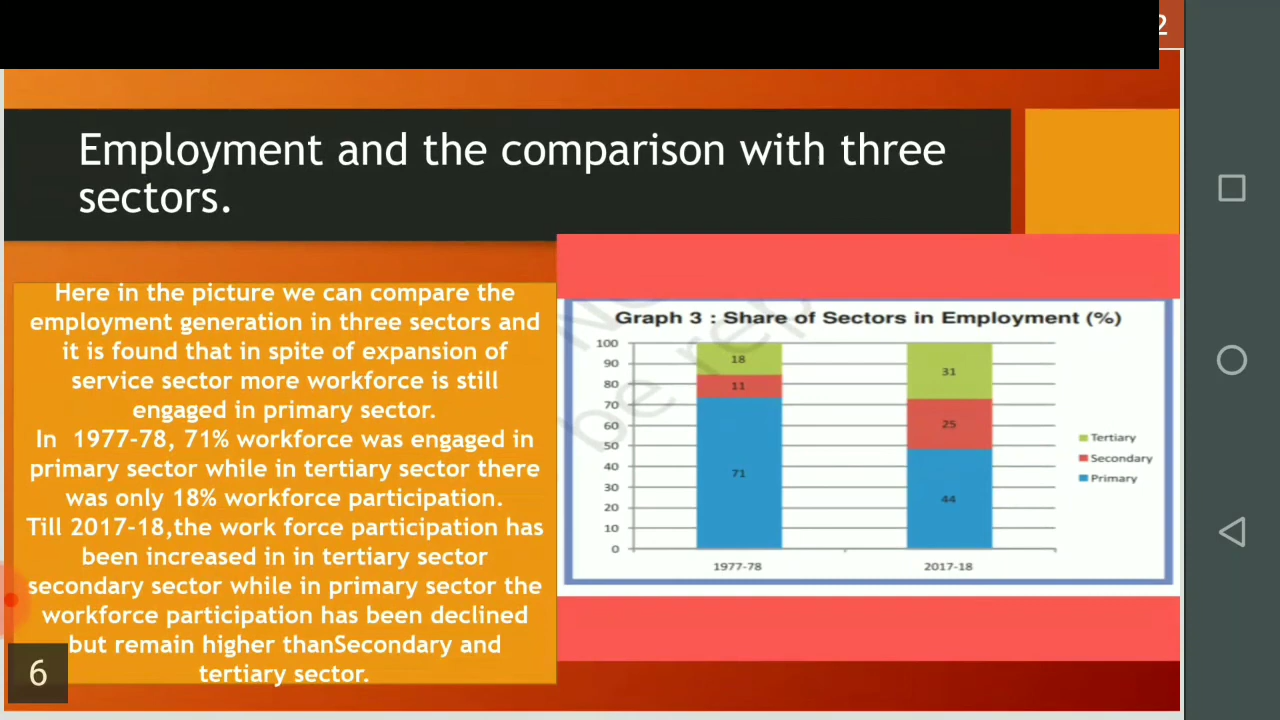 2
Employment and the comparison with three
sectors.
Here in the picture we can compare the
employment generation in three sectors and
it is found that in spite of expansion of
service sector more workforce is still
engaged in primary sector.
In 1977-78, 71% workforce was engaged in
primary sector while in tertiary sector there
was only 18% workforce participation.
Till 2017-18,the work force participation has
been increased in in tertiary sector
secondary sector while in primary sector the
workforce participation has been declined
but remain higher thanSecondary and
tertiary sector.
6
Graph 3 : Share of Sectors in Employment (%)
100
90
80
70
60
50
40
30
20
10
0
18
11
71
31
25
44
1977-78
2017-18
Tertiary
Secondary
Primary
be rep